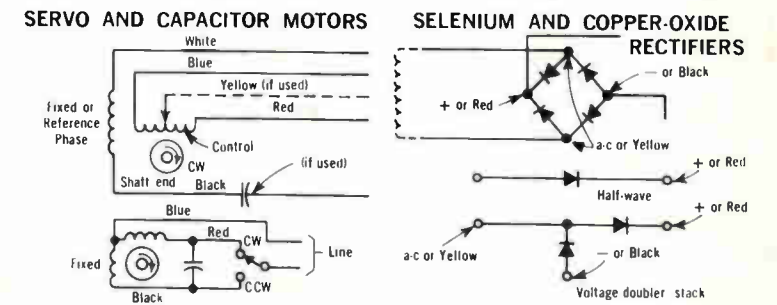 SERVO AND CAPACITOR MOTORS
White
Blue
Yellow (if used)
Red
Fixed or
Reference
Phase
Control
CW
Shaft end
Black
(if used)
Blue
Red
CW
Line
Fixed
CCW
Black
SELENIUM AND COPPER-OXIDE
RECTIFIERS
− or Black
+ or Red
a-c or Yellow
+ or Red
Half-wave
+ or Red
a-c or Yellow
− or Black
Voltage doubler stack